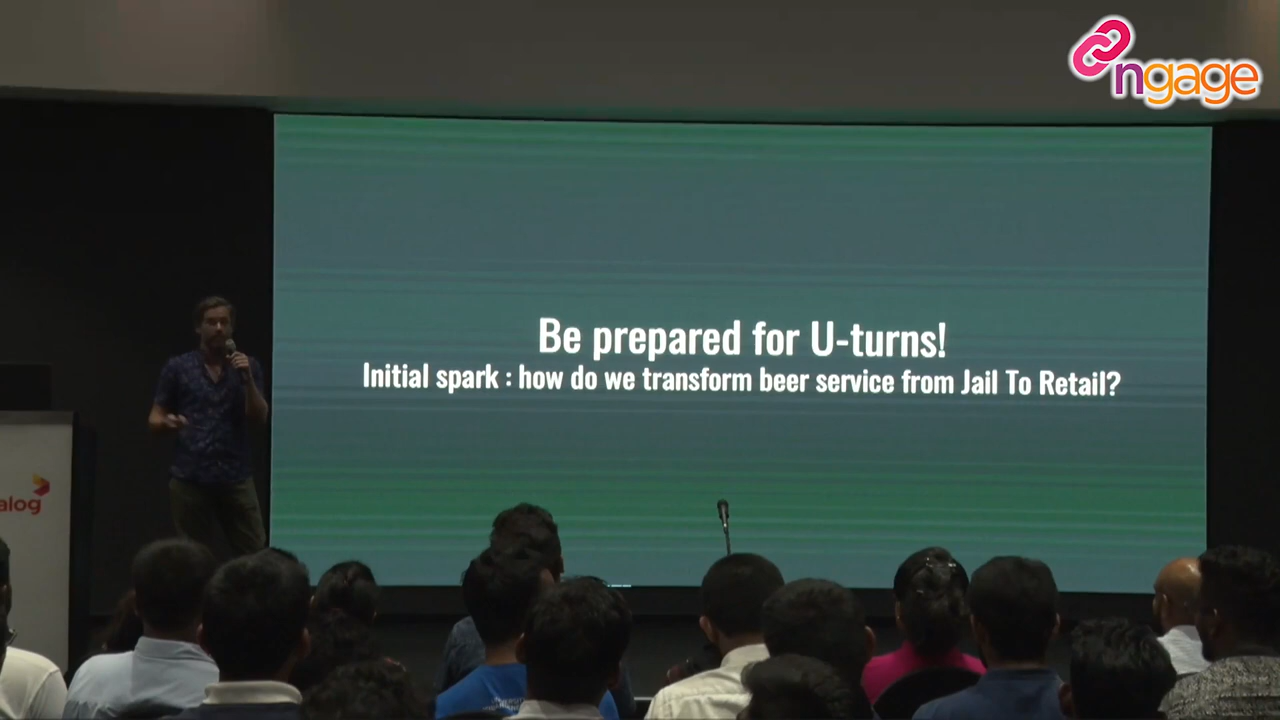 ngage
Be prepared for U-turns!
Initial spark : how do we transform beer service from Jail To Retail?
alog